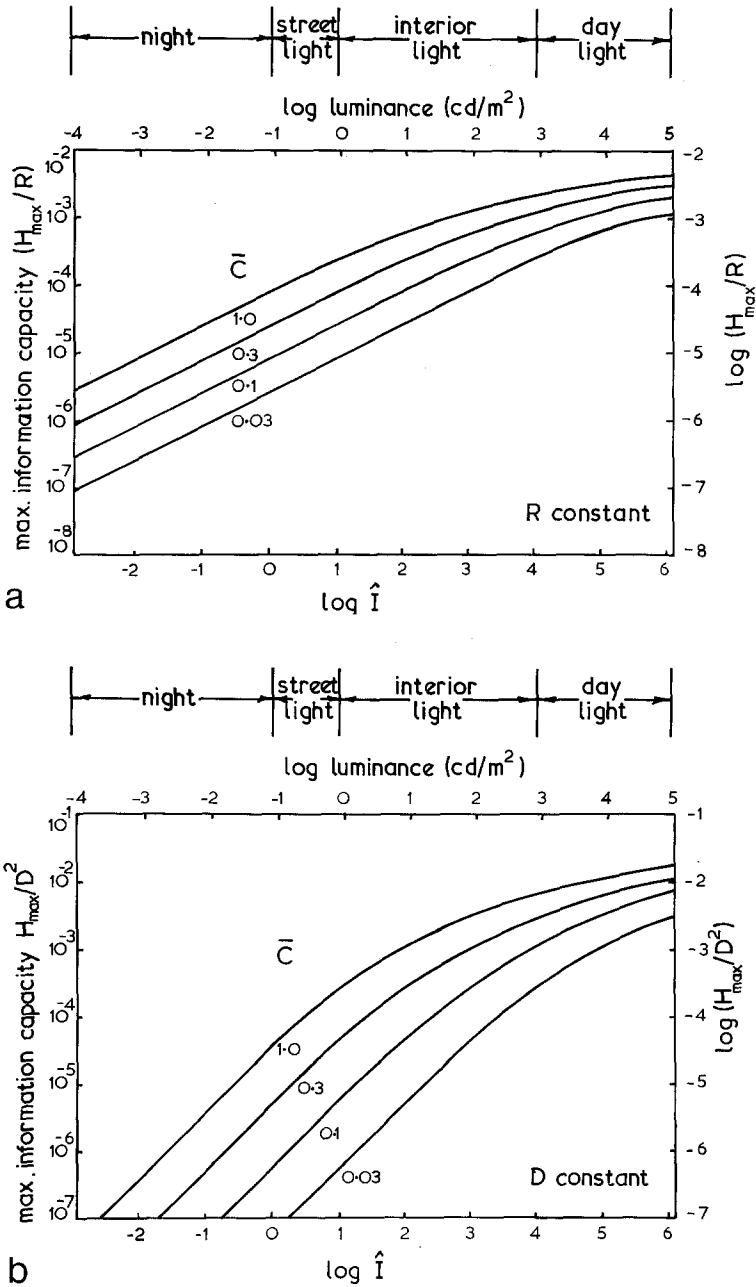 night
street light
interior light
day light
log luminance (cd/m²)
-4 -3 -2 -1 0 1 2 3 4 5
max. information capacity (H_max/R)
10⁻²
10⁻³
10⁻⁴
10⁻⁵
10⁻⁶
10⁻⁷
10⁻⁸
C̄
1·0
0·3
0·1
0·03
R constant
-2
-3
-4
-5
-6
-7
-8
log (H_max/R)
-2 -1 0 1 2 3 4 5 6
log Î
a
night
street light
interior light
day light
log luminance (cd/m²)
-4 -3 -2 -1 0 1 2 3 4 5
max. information capacity H_max/D²
10⁻¹
10⁻²
10⁻³
10⁻⁴
10⁻⁵
10⁻⁶
10⁻⁷
C̄
1·0
0·3
0·1
0·03
D constant
-1
-2
-3
-4
-5
-6
-7
log (H_max/D²)
-2 -1 0 1 2 3 4 5 6
log Î
b